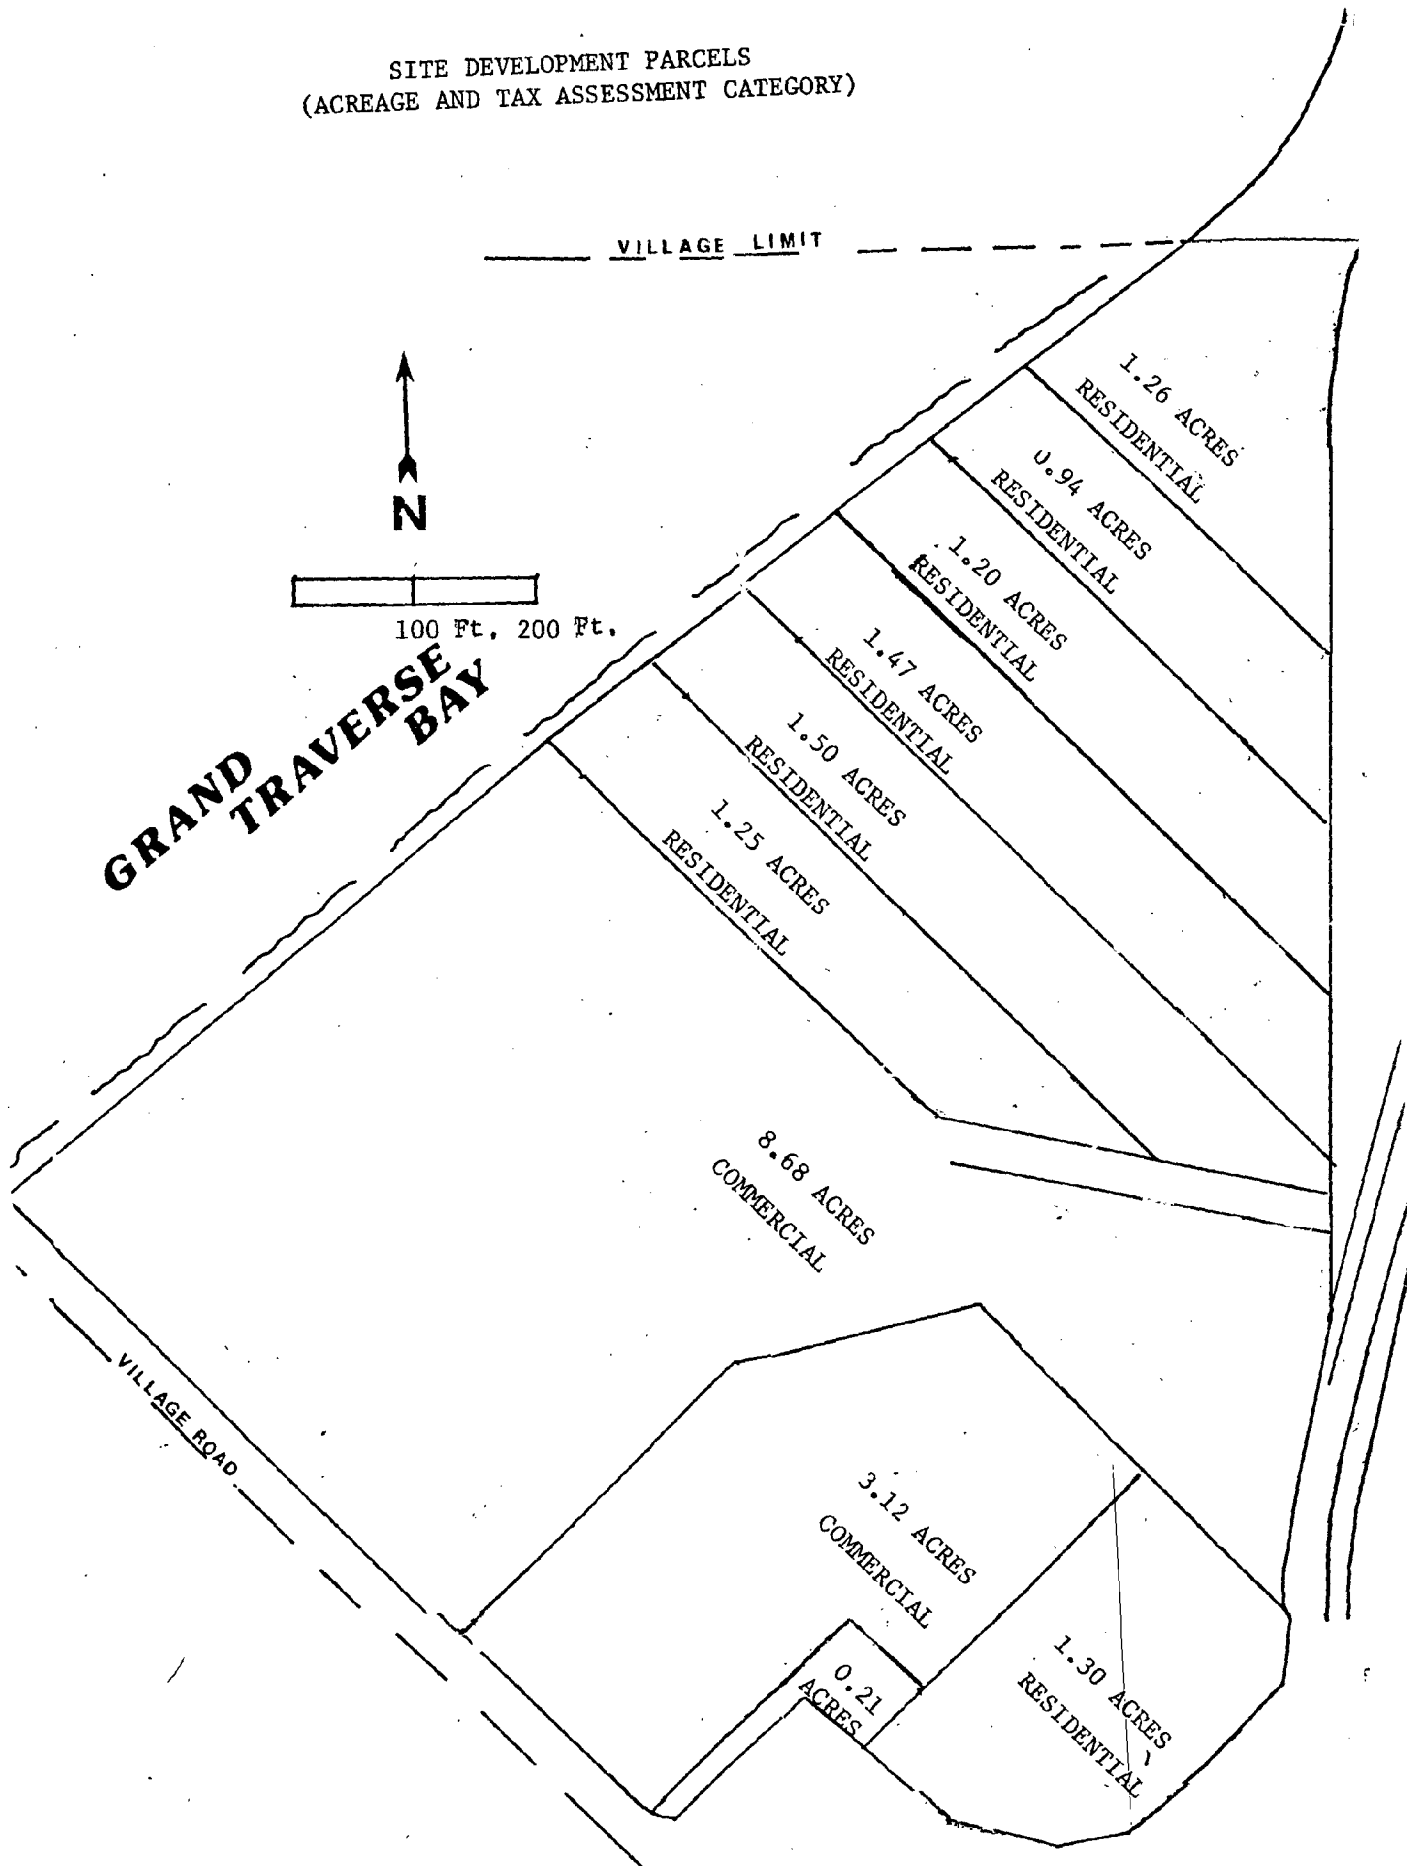 SITE DEVELOPMENT PARCELS
(ACREAGE AND TAX ASSESSMENT CATEGORY)
VILLAGE LIMIT
N
100 Ft. 200 Ft.
GRAND
TRAVERSE
BAY
1.26 ACRES
RESIDENTIAL
0.94 ACRES
RESIDENTIAL
1.20 ACRES
RESIDENTIAL
1.47 ACRES
RESIDENTIAL
1.50 ACRES
RESIDENTIAL
1.25 ACRES
RESIDENTIAL
8.68 ACRES
COMMERCIAL
VILLAGE ROAD
3.12 ACRES
COMMERCIAL
0.21
ACRES
1.30 ACRES
RESIDENTIAL